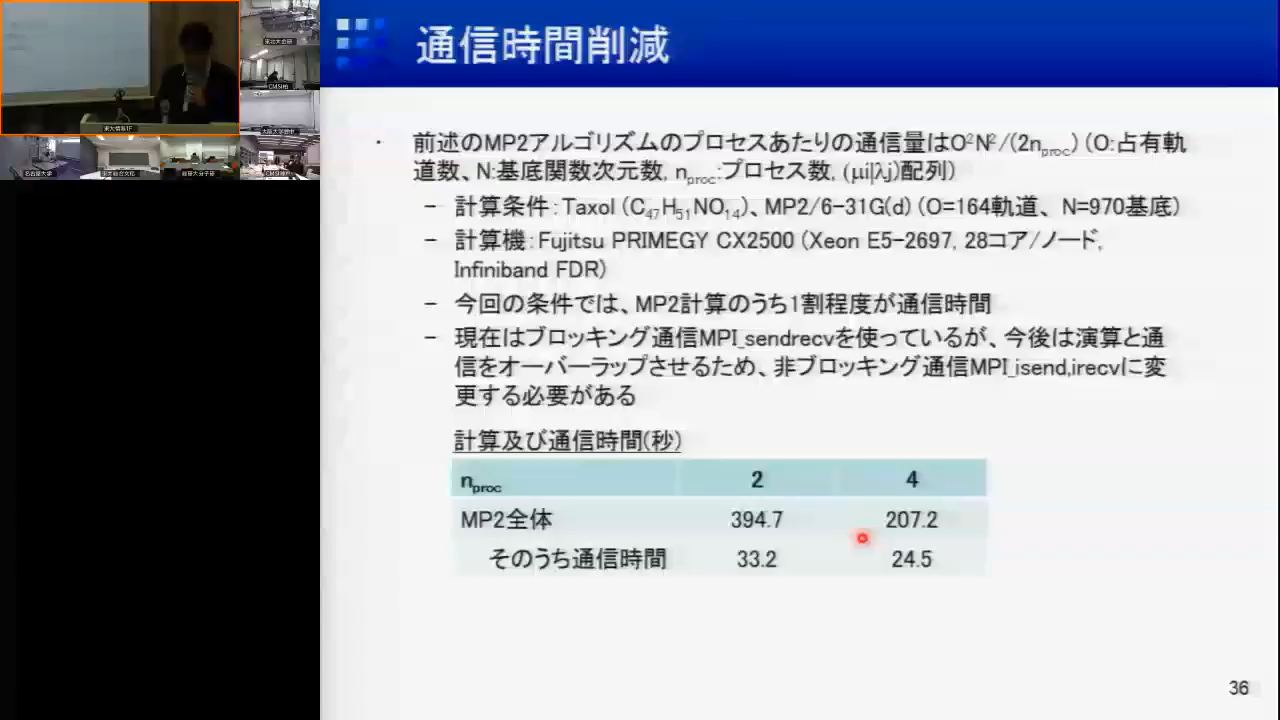 通信時間削減
・ 前述のMP2アルゴリズムのプロセスあたりの通信量はO²N²/(2nproc) (O:占有軌
道数、N:基底関数次元数, nproc:プロセス数, (μi|λj)配列)
− 計算条件:Taxol (C47H51NO14)、MP2/6-31G(d) (O=164軌道、N=970基底)
− 計算機:Fujitsu PRIMEGY CX2500 (Xeon E5-2697, 28コア/ノード,
Infiniband FDR)
− 今回の条件では、MP2計算のうち1割程度が通信時間
− 現在はブロッキング通信MPI_sendrecvを使っているが、今後は演算と通
信をオーバーラップさせるため、非ブロッキング通信MPI_isend,irecvに変
更する必要がある
計算及び通信時間(秒)
nproc 2 4
MP2全体 394.7 207.2
そのうち通信時間 33.2 24.5
36
名古屋大学